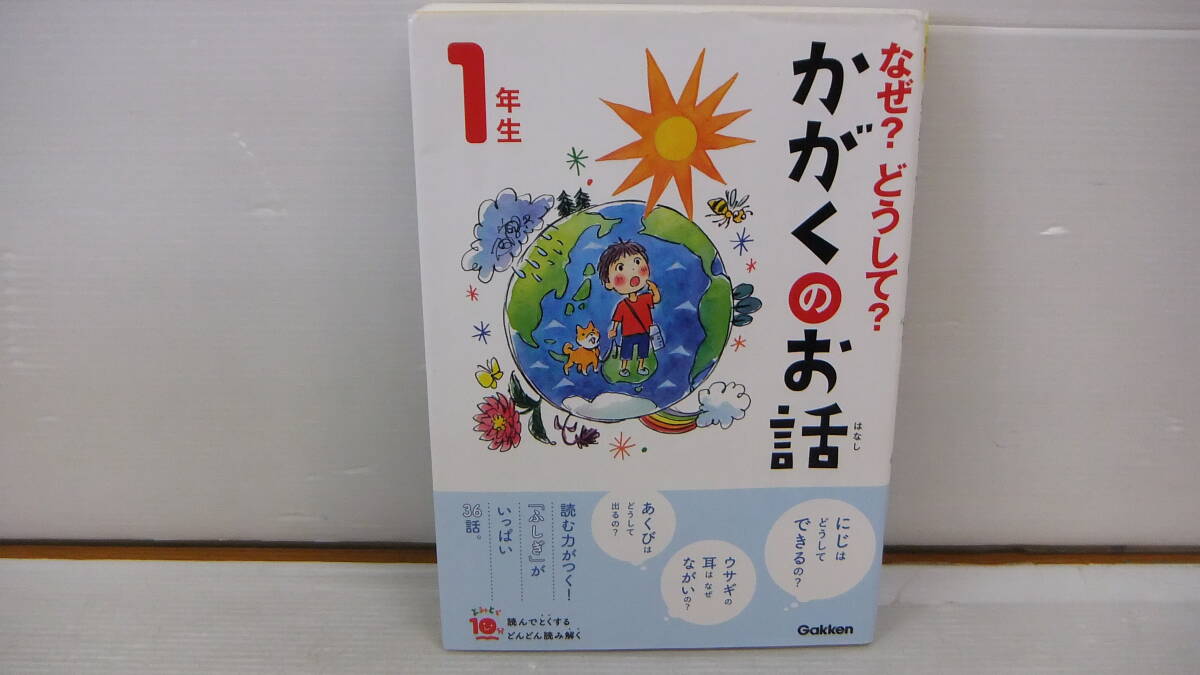 なぜ？どうして？
かがくのお話
はなし
1年生
にじは
どうして
できるの？
ウサギの
耳はなぜ
ながいの？
あくびは
どうして
出るの？
読む力がつく！
「ふしぎ」が
いっぱい
36話。
よみとく
10分
読んでとくする
どんどん読み解く
Gakken